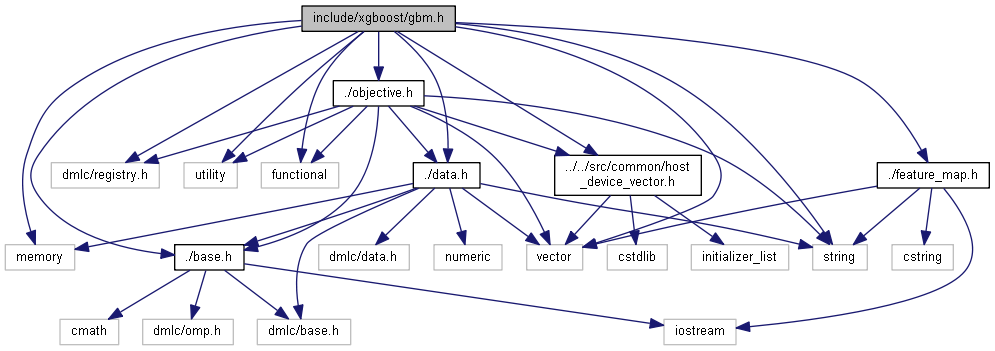 include/xgboost/gbm.h
./objective.h
dmlc/registry.h
utility
functional
./data.h
../../src/common/host
_device_vector.h
./feature_map.h
memory
./base.h
dmlc/data.h
numeric
vector
cstdlib
initializer_list
string
cstring
cmath
dmlc/omp.h
dmlc/base.h
iostream